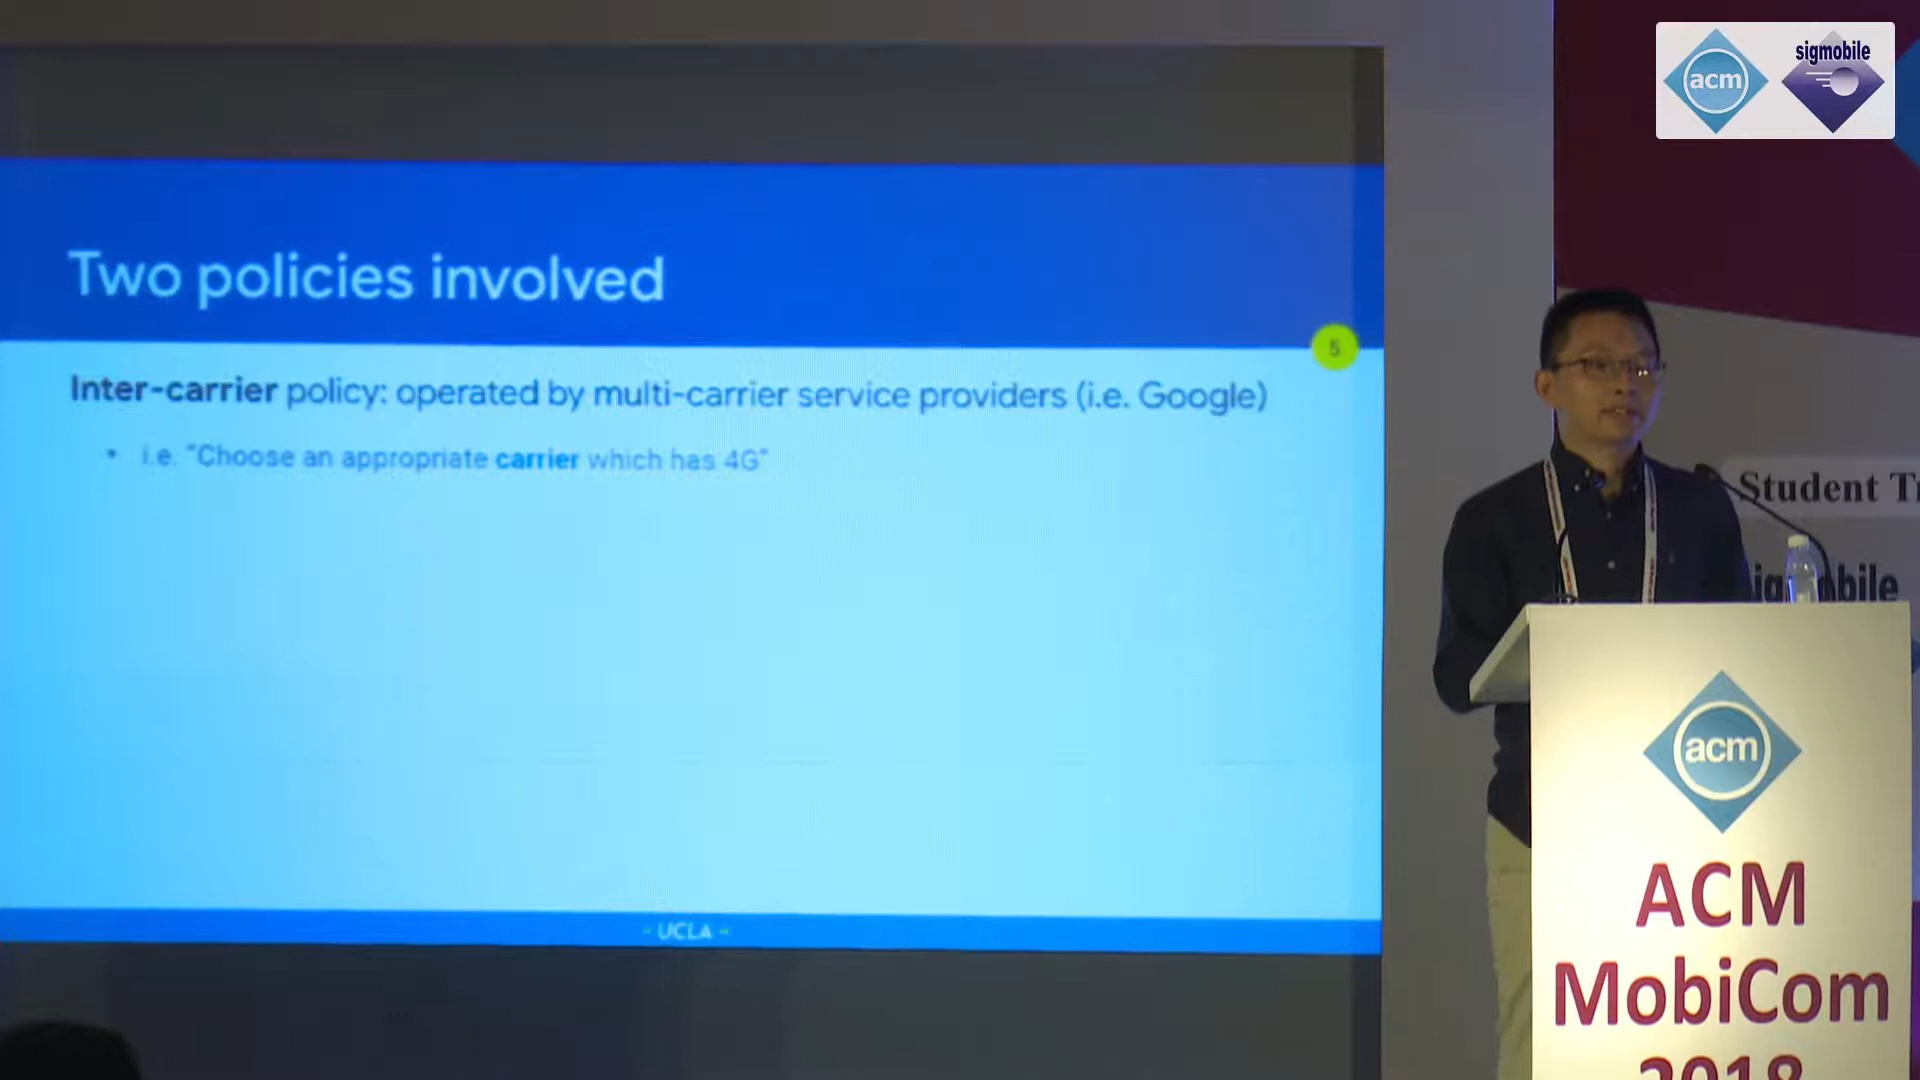 acm
sigmobile
Two policies involved
5
Inter-carrier policy: operated by multi-carrier service providers (i.e. Google)
• i.e. "Choose an appropriate carrier which has 4G"
- UCLA -
Student
acm
ACM
MobiCom
2018